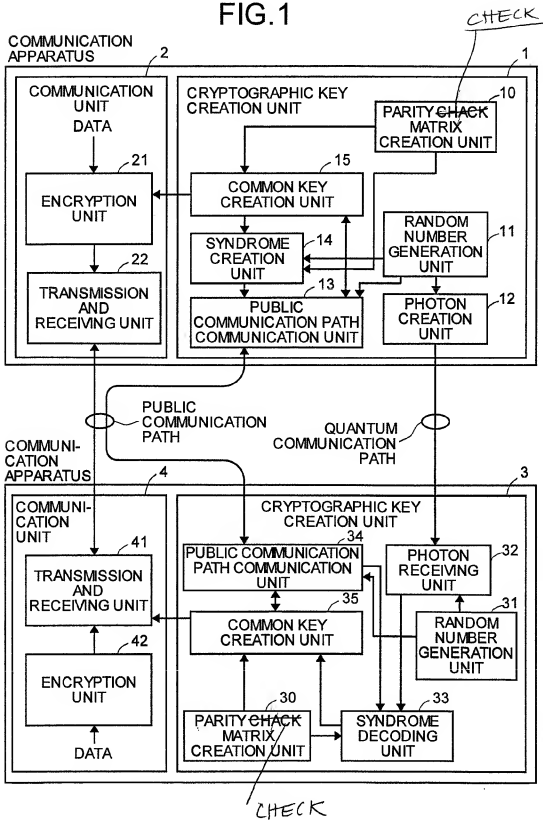 FIG.1
CHECK
COMMUNICATION
APPARATUS
2
1
COMMUNICATION
UNIT
DATA
CRYPTOGRAPHIC KEY
CREATION UNIT
10
PARITY CHACK
MATRIX
CREATION UNIT
21
ENCRYPTION
UNIT
15
COMMON KEY
CREATION UNIT
14
SYNDROME
CREATION
UNIT
RANDOM
NUMBER
GENERATION
UNIT
11
22
TRANSMISSION
AND
RECEIVING UNIT
13
PUBLIC
COMMUNICATION PATH
COMMUNICATION UNIT
12
PHOTON
CREATION
UNIT
PUBLIC
COMMUNICATION
PATH
QUANTUM
COMMUNICATION
PATH
COMMUNI-
CATION
APPARATUS
4
3
COMMUNI-
CATION
UNIT
CRYPTOGRAPHIC KEY
CREATION UNIT
41
TRANSMISSION
AND
RECEIVING UNIT
34
PUBLIC COMMUNICATION
PATH COMMUNICATION
UNIT
PHOTON
RECEIVING
UNIT
32
35
COMMON KEY
CREATION UNIT
31
RANDOM
NUMBER
GENERATION
UNIT
42
ENCRYPTION
UNIT
DATA
30
PARITY CHACK
MATRIX
CREATION UNIT
33
SYNDROME
DECODING
UNIT
CHECK